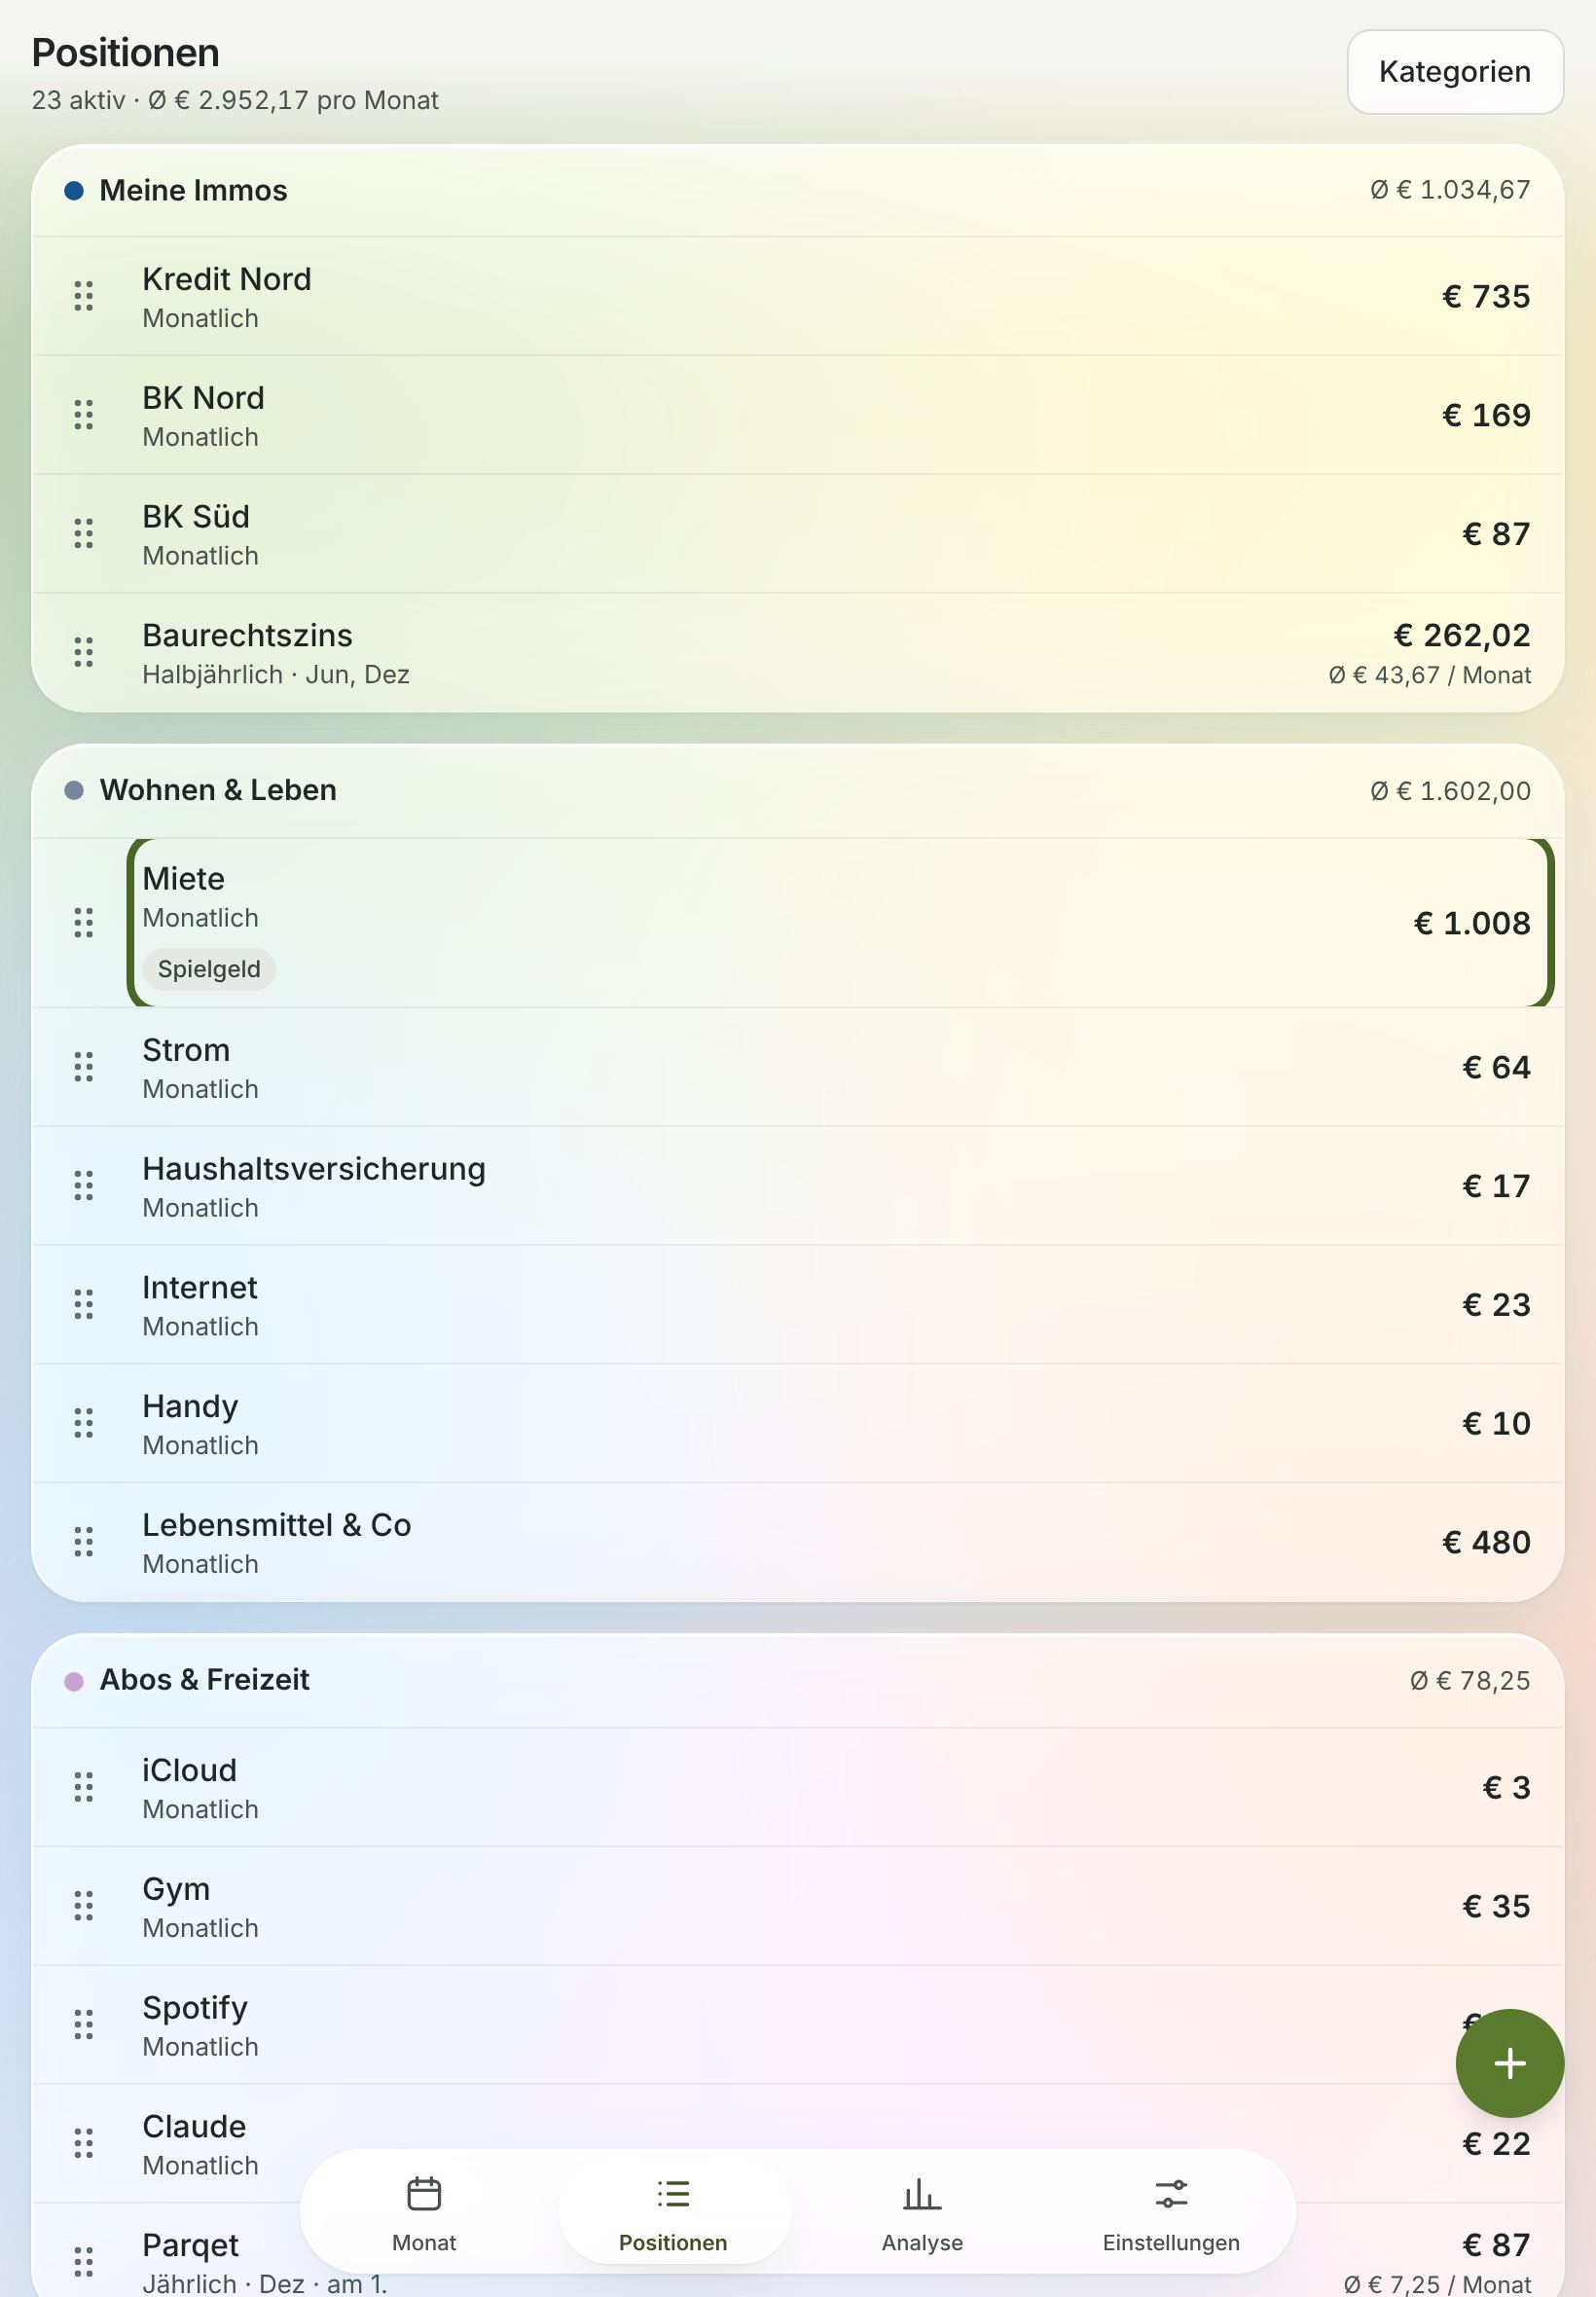 Positionen
23 aktiv · Ø € 2.952,17 pro Monat
Kategorien
Meine Immos
Ø € 1.034,67
Kredit Nord
Monatlich
€ 735
BK Nord
Monatlich
€ 169
BK Süd
Monatlich
€ 87
Baurechtszins
Halbjährlich · Jun, Dez
€ 262,02
Ø € 43,67 / Monat
Wohnen & Leben
Ø € 1.602,00
Miete
Monatlich
Spielgeld
€ 1.008
Strom
Monatlich
€ 64
Haushaltsversicherung
Monatlich
€ 17
Internet
Monatlich
€ 23
Handy
Monatlich
€ 10
Lebensmittel & Co
Monatlich
€ 480
Abos & Freizeit
Ø € 78,25
iCloud
Monatlich
€ 3
Gym
Monatlich
€ 35
Spotify
Monatlich
Claude
Monatlich
€ 22
Parqet
Jährlich · Dez · am 1.
€ 87
Ø € 7,25 / Monat
Monat
Positionen
Analyse
Einstellungen